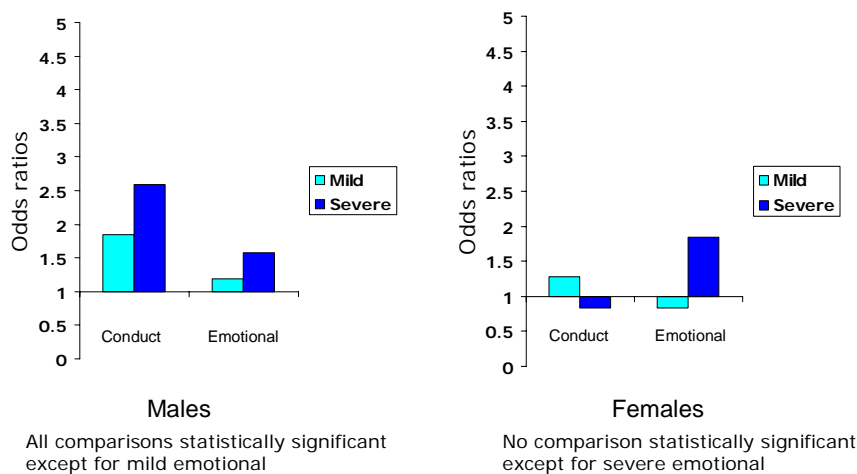 Odds ratios
5
4.5
4
3.5
3
2.5
2
1.5
1
0.5
0
Conduct Emotional
Mild
Severe
Males
All comparisons statistically significant
except for mild emotional
Odds ratios
5
4.5
4
3.5
3
2.5
2
1.5
1
0.5
0
Conduct Emotional
Mild
Severe
Females
No comparison statistically significant
except for severe emotional